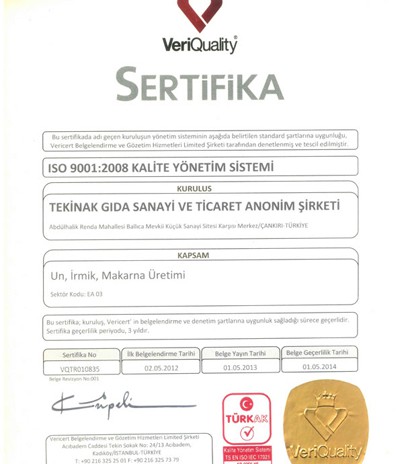 VeriQuality®
SERTiFiKA
Bu sertifikada adı geçen kuruluşun yönetim sisteminin aşağıda belirtilen standard şartlarına uygunluğu,
Vericert Belgelendirme ve Gözetim Hizmetleri Limited Şirketi tarafından denetlenmiş ve tescil edilmiştir.
ISO 9001:2008 KALİTE YÖNETİM SİSTEMİ
KURULUS
TEKİNAK GIDA SANAYİ VE TİCARET ANONİM ŞİRKETİ
Abdülhalik Renda Mahallesi Ballıca Mevkii Küçük Sanayi Sitesi Karşısı Merkez/ÇANKIRI-TÜRKİYE
KAPSAM
Un, İrmik, Makarna Üretimi
Sektör Kodu: EA 03
Bu sertifika; kuruluş, Vericert' in belgelendirme ve denetim şartlarına uygunluk sağladığı sürece geçerlidir.
Sertifika geçerlilik periyodu, 3 yıldır.
Sertifika No İlk Belgelendirme Tarihi Belge Yayın Tarihi Belge Geçerlilik Tarihi
VQTR010835 02.05.2012 01.05.2013 01.05.2014
Belge Revizyon No:001
Vericert Belgelendirme ve Gözetim Hizmetleri Limited Şirketi
Acıbadem Caddesi Tekin Sokak No: 24/13 Acıbadem,
Kadıköy/İSTANBUL TÜRKİYE
T: +90 216 325 25 01 F: +90 216 325 73 79
TÜRKAK
Kalite Yönetim Sistemi
TS EN ISO IEC 17021
VeriQuality